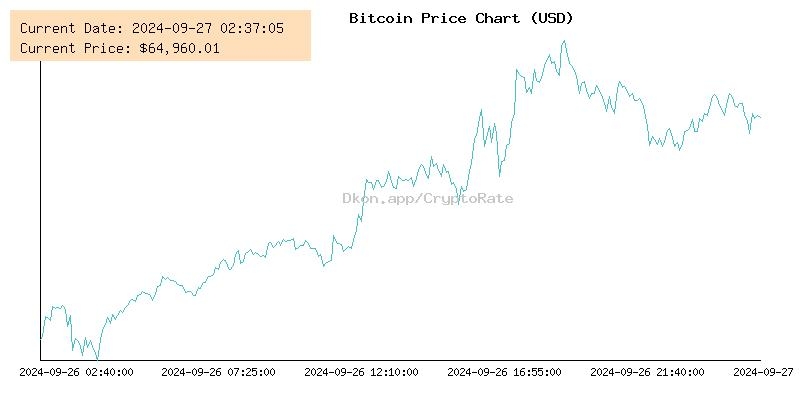 Bitcoin Price Chart (USD)
Current Date: 2024-09-27 02:37:05
Current Price: $64,960.01
Dkon.app/CryptoRate
2024-09-26 02:40:00 2024-09-26 07:25:00 2024-09-26 12:10:00 2024-09-26 16:55:00 2024-09-26 21:40:00 2024-09-27